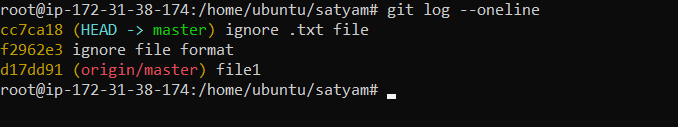 root@ip-172-31-38-174:/home/ubuntu/satyam# git log --oneline
cc7ca18 (HEAD -> master) ignore .txt file
f2962e3 ignore file format
d17dd91 (origin/master) file1
root@ip-172-31-38-174:/home/ubuntu/satyam#